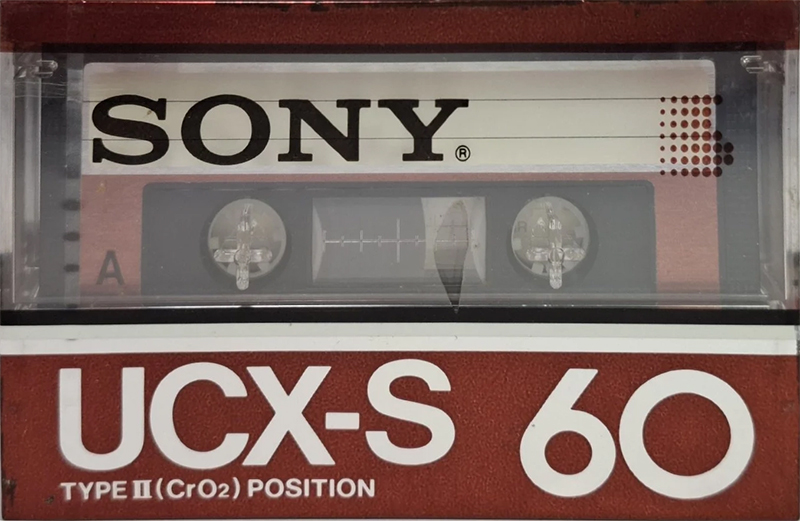 SONY®
A
UCX-S 60
TYPE II (CrO2) POSITION